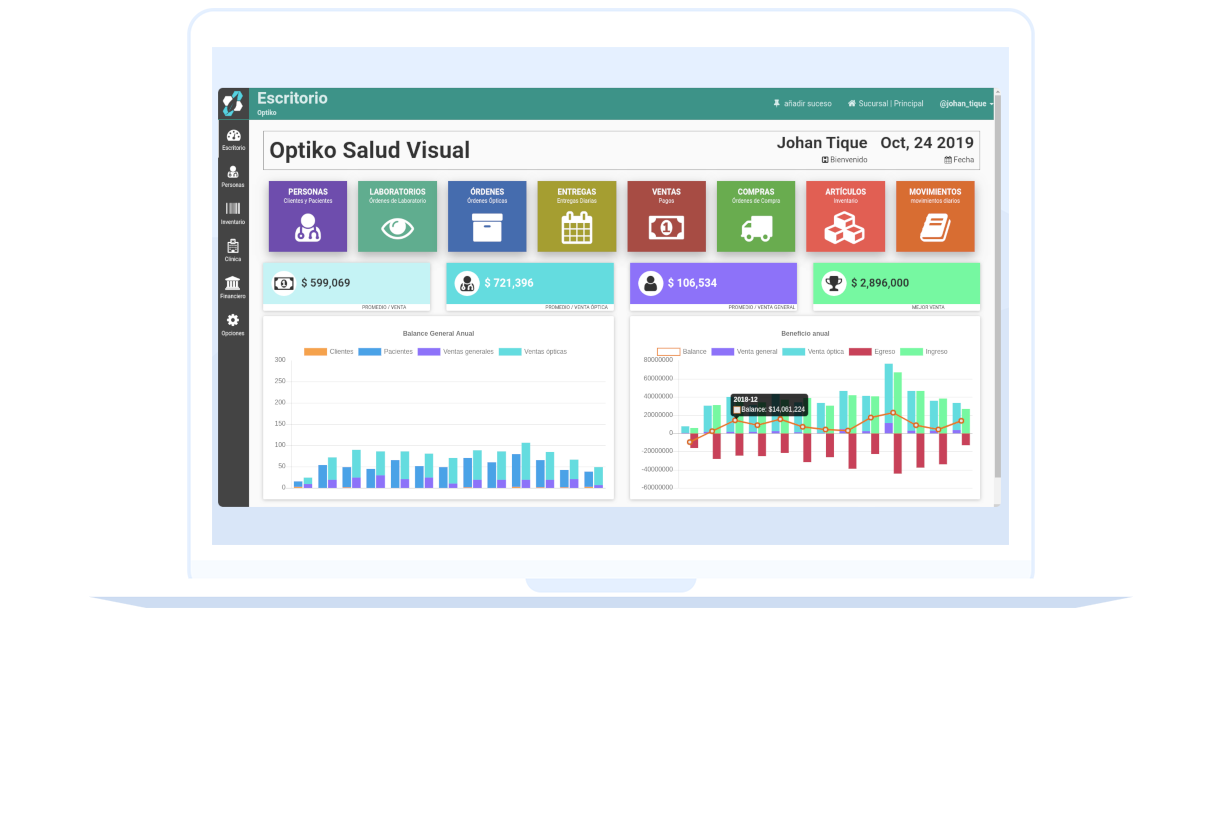 Escritorio
Optiko
añadir suceso
Sucursal | Principal
@johan_tique
Escritorio
Personas
Inventario
Clínica
Financiero
Opciones
Optiko Salud Visual
Johan Tique
Bienvenido
Oct, 24 2019
Fecha
PERSONAS
Clientes y Pacientes
LABORATORIOS
Órdenes de Laboratorio
ÓRDENES
Órdenes Ópticas
ENTREGAS
Entregas Diarias
VENTAS
Pagos
COMPRAS
Órdenes de Compra
ARTÍCULOS
Inventario
MOVIMIENTOS
movimientos diarios
$ 599,069
PROMEDIO / VENTA
$ 721,396
PROMEDIO / VENTA ÓPTICA
$ 106,534
PROMEDIO / VENTA GENERAL
$ 2,896,000
MEJOR VENTA
Balance General Anual
Clientes Pacientes Ventas generales Ventas ópticas
300
250
200
150
100
50
0
Beneficio anual
Balance Venta general Venta óptica Egreso Ingreso
80000000
60000000
40000000
20000000
0
-20000000
-40000000
-60000000
2018-12
Balance: $14,061,224